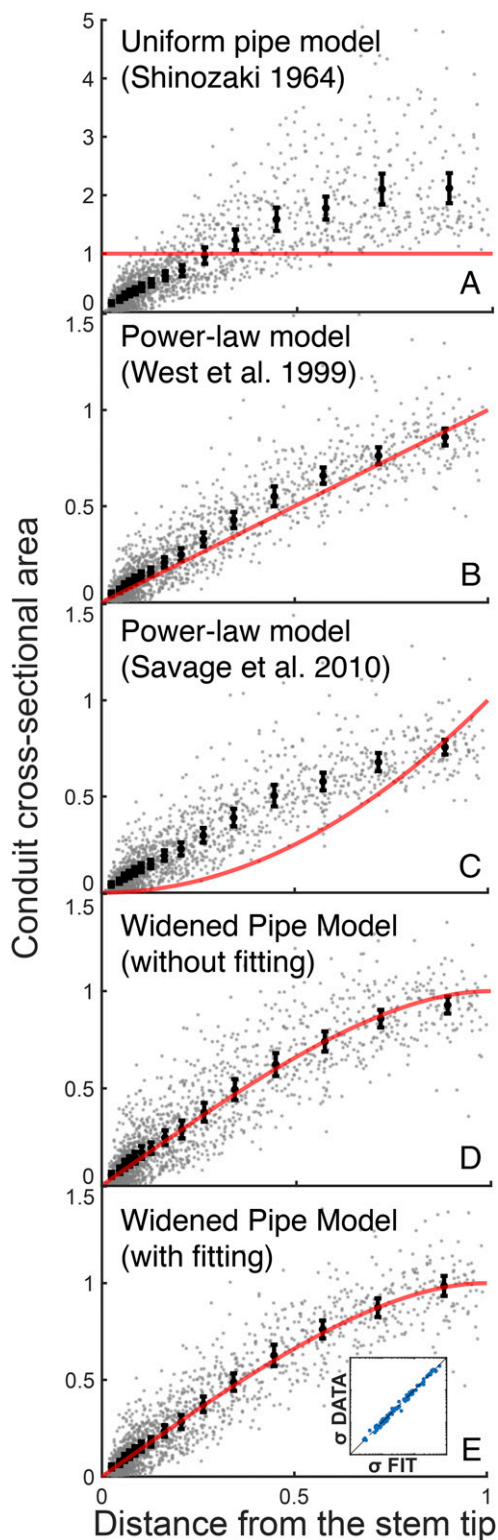 5
Uniform pipe model
(Shinozaki 1964)
4
3
2
1
0
A
1.5
Power-law model
(West et al. 1999)
1
0.5
0
B
1.5
Power-law model
(Savage et al. 2010)
1
0.5
0
C
Conduit cross-sectional area
1.5
Widened Pipe Model
(without fitting)
1
0.5
0
D
1.5
Widened Pipe Model
(with fitting)
1
0.5
σ DATA
σ FIT
E
0
0 0.5 1
Distance from the stem tip